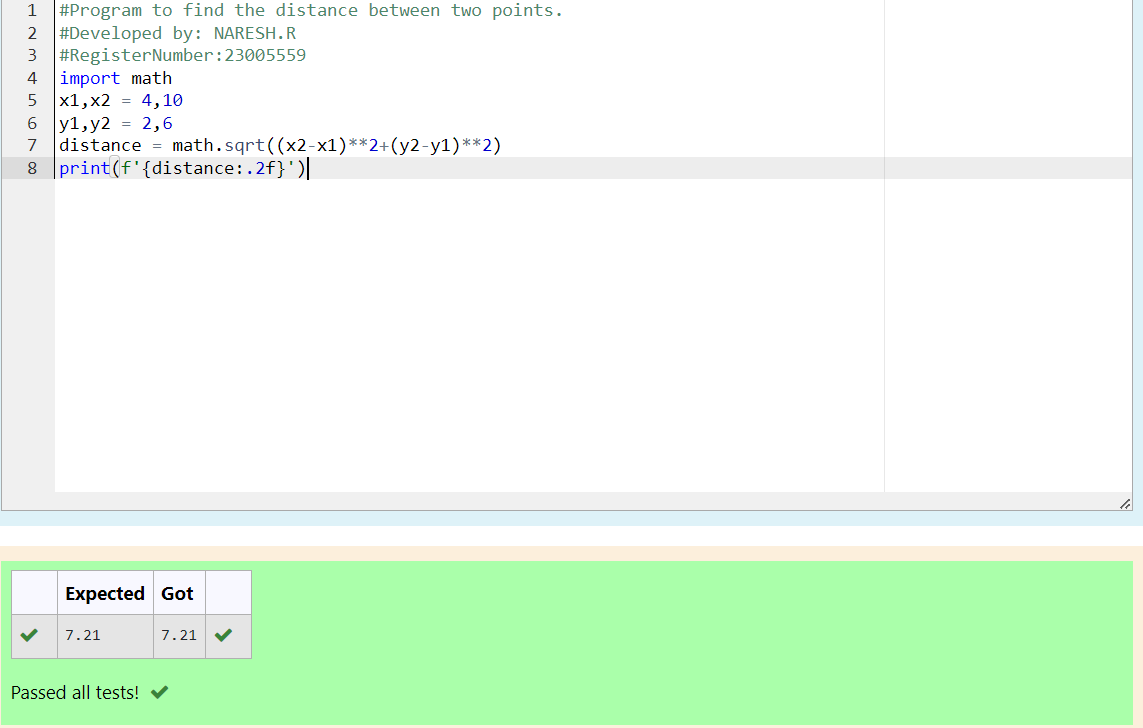 1 #Program to find the distance between two points.
2 #Developed by: NARESH.R
3 #RegisterNumber:23005559
4 import math
5 x1,x2 = 4,10
6 y1,y2 = 2,6
7 distance = math.sqrt((x2-x1)**2+(y2-y1)**2)
8 print(f'{distance:.2f}')
Expected Got
7.21 7.21
Passed all tests!